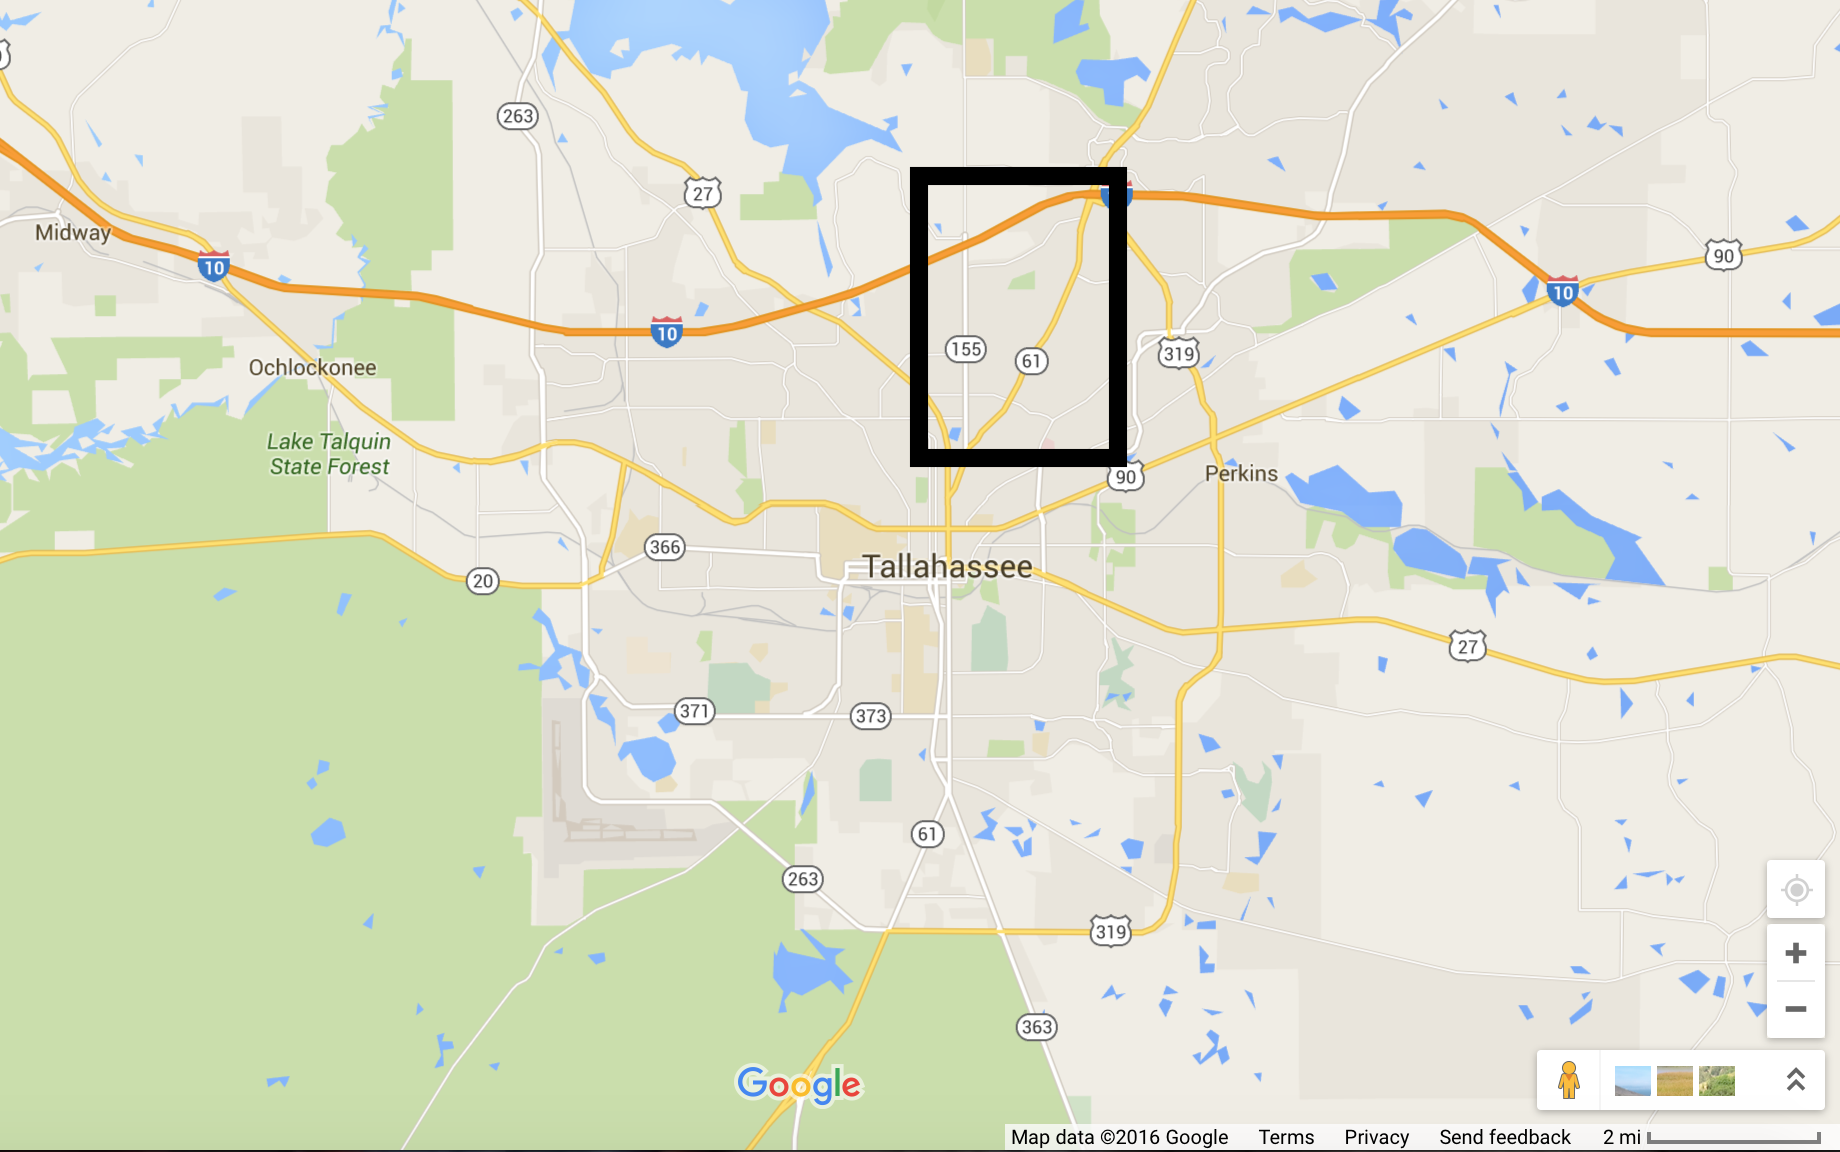 263
27
Midway
10
90
10
10
155
61
319
Ochlockonee
Lake Talquin
State Forest
90
Perkins
366
Tallahassee
20
27
371
373
61
263
319
363
Google
Map data ©2016 Google Terms Privacy Send feedback 2 mi